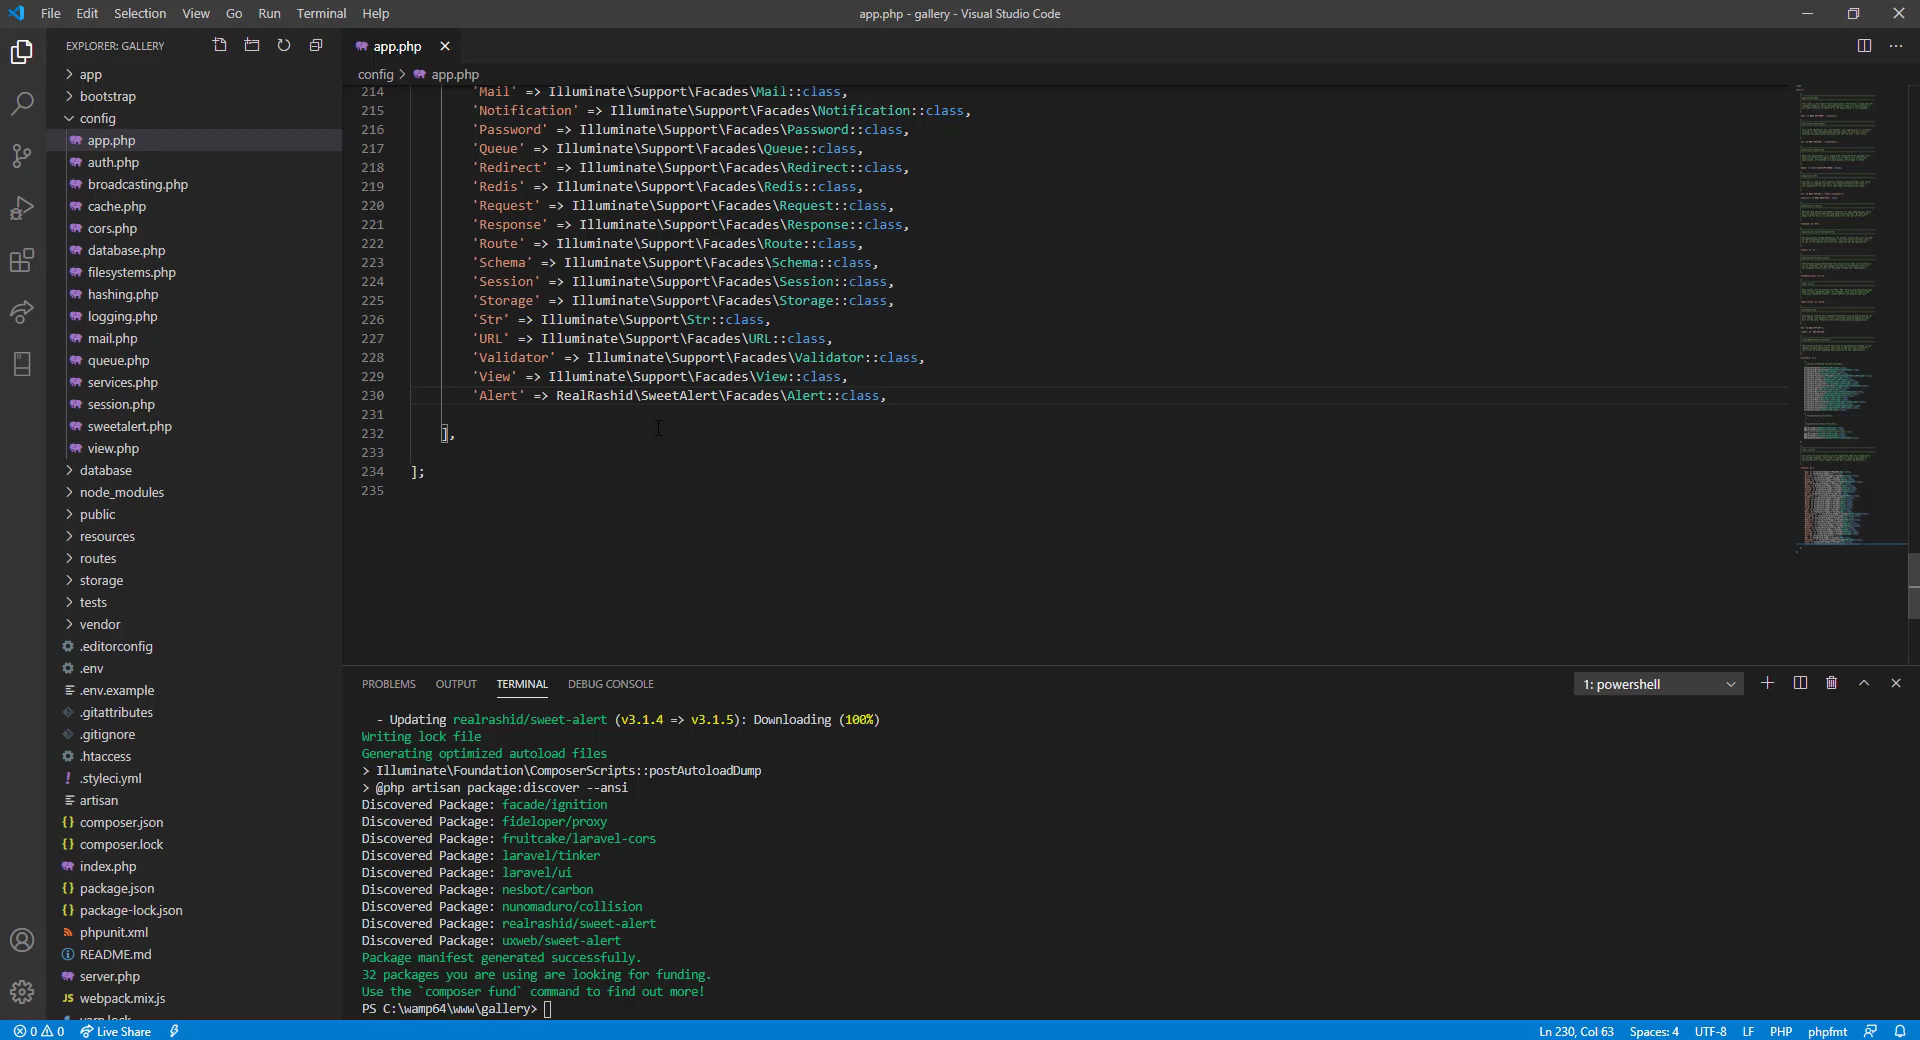 File Edit Selection View Go Run Terminal Help
app.php - gallery - Visual Studio Code
EXPLORER: GALLERY
app
bootstrap
config
app.php
auth.php
broadcasting.php
cache.php
cors.php
database.php
filesystems.php
hashing.php
logging.php
mail.php
queue.php
services.php
session.php
sweetalert.php
view.php
database
node_modules
public
resources
routes
storage
tests
vendor
.editorconfig
.env
.env.example
.gitattributes
.gitignore
.htaccess
.styleci.yml
artisan
composer.json
composer.lock
index.php
package.json
package-lock.json
phpunit.xml
README.md
server.php
webpack.mix.js
yarn.lock
app.php
config > app.php
214 'Mail' => Illuminate\Support\Facades\Mail::class,
215 'Notification' => Illuminate\Support\Facades\Notification::class,
216 'Password' => Illuminate\Support\Facades\Password::class,
217 'Queue' => Illuminate\Support\Facades\Queue::class,
218 'Redirect' => Illuminate\Support\Facades\Redirect::class,
219 'Redis' => Illuminate\Support\Facades\Redis::class,
220 'Request' => Illuminate\Support\Facades\Request::class,
221 'Response' => Illuminate\Support\Facades\Response::class,
222 'Route' => Illuminate\Support\Facades\Route::class,
223 'Schema' => Illuminate\Support\Facades\Schema::class,
224 'Session' => Illuminate\Support\Facades\Session::class,
225 'Storage' => Illuminate\Support\Facades\Storage::class,
226 'Str' => Illuminate\Support\Str::class,
227 'URL' => Illuminate\Support\Facades\URL::class,
228 'Validator' => Illuminate\Support\Facades\Validator::class,
229 'View' => Illuminate\Support\Facades\View::class,
230 'Alert' => RealRashid\SweetAlert\Facades\Alert::class,
231
232 ],
233
234 ];
235
PROBLEMS OUTPUT TERMINAL DEBUG CONSOLE
1: powershell
- Updating realrashid/sweet-alert (v3.1.4 => v3.1.5): Downloading (100%)
Writing lock file
Generating optimized autoload files
> Illuminate\Foundation\ComposerScripts::postAutoloadDump
> @php artisan package:discover --ansi
Discovered Package: facade/ignition
Discovered Package: fideloper/proxy
Discovered Package: fruitcake/laravel-cors
Discovered Package: laravel/tinker
Discovered Package: laravel/ui
Discovered Package: nesbot/carbon
Discovered Package: nunomaduro/collision
Discovered Package: realrashid/sweet-alert
Discovered Package: uxweb/sweet-alert
Package manifest generated successfully.
32 packages you are using are looking for funding.
Use the `composer fund` command to find out more!
PS C:\wamp64\www\gallery>
0 0 Live Share
Ln 230, Col 63 Spaces: 4 UTF-8 LF PHP phpfmt